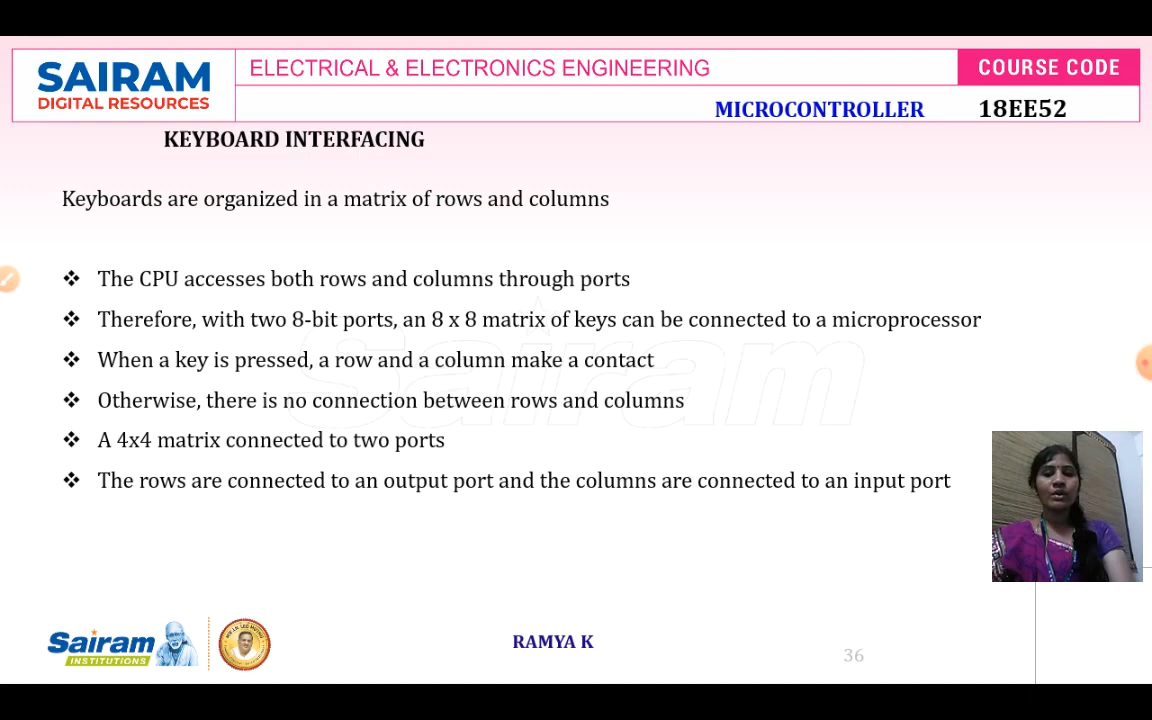 SAIRAM
DIGITAL RESOURCES
ELECTRICAL & ELECTRONICS ENGINEERING
COURSE CODE
MICROCONTROLLER
18EE52
KEYBOARD INTERFACING
Keyboards are organized in a matrix of rows and columns
❖ The CPU accesses both rows and columns through ports
❖ Therefore, with two 8-bit ports, an 8 x 8 matrix of keys can be connected to a microprocessor
❖ When a key is pressed, a row and a column make a contact
❖ Otherwise, there is no connection between rows and columns
❖ A 4x4 matrix connected to two ports
❖ The rows are connected to an output port and the columns are connected to an input port
Sairam
Sairam
INSTITUTIONS
RAMYA K
36